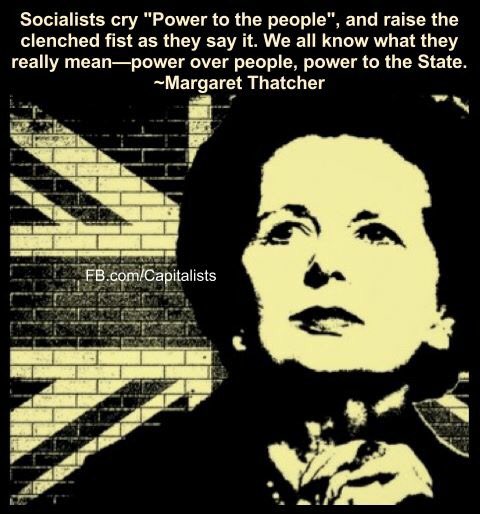 Socialists cry "Power to the people", and raise the
clenched fist as they say it. We all know what they
really mean—power over people, power to the State.
~Margaret Thatcher
FB.com/Capitalists